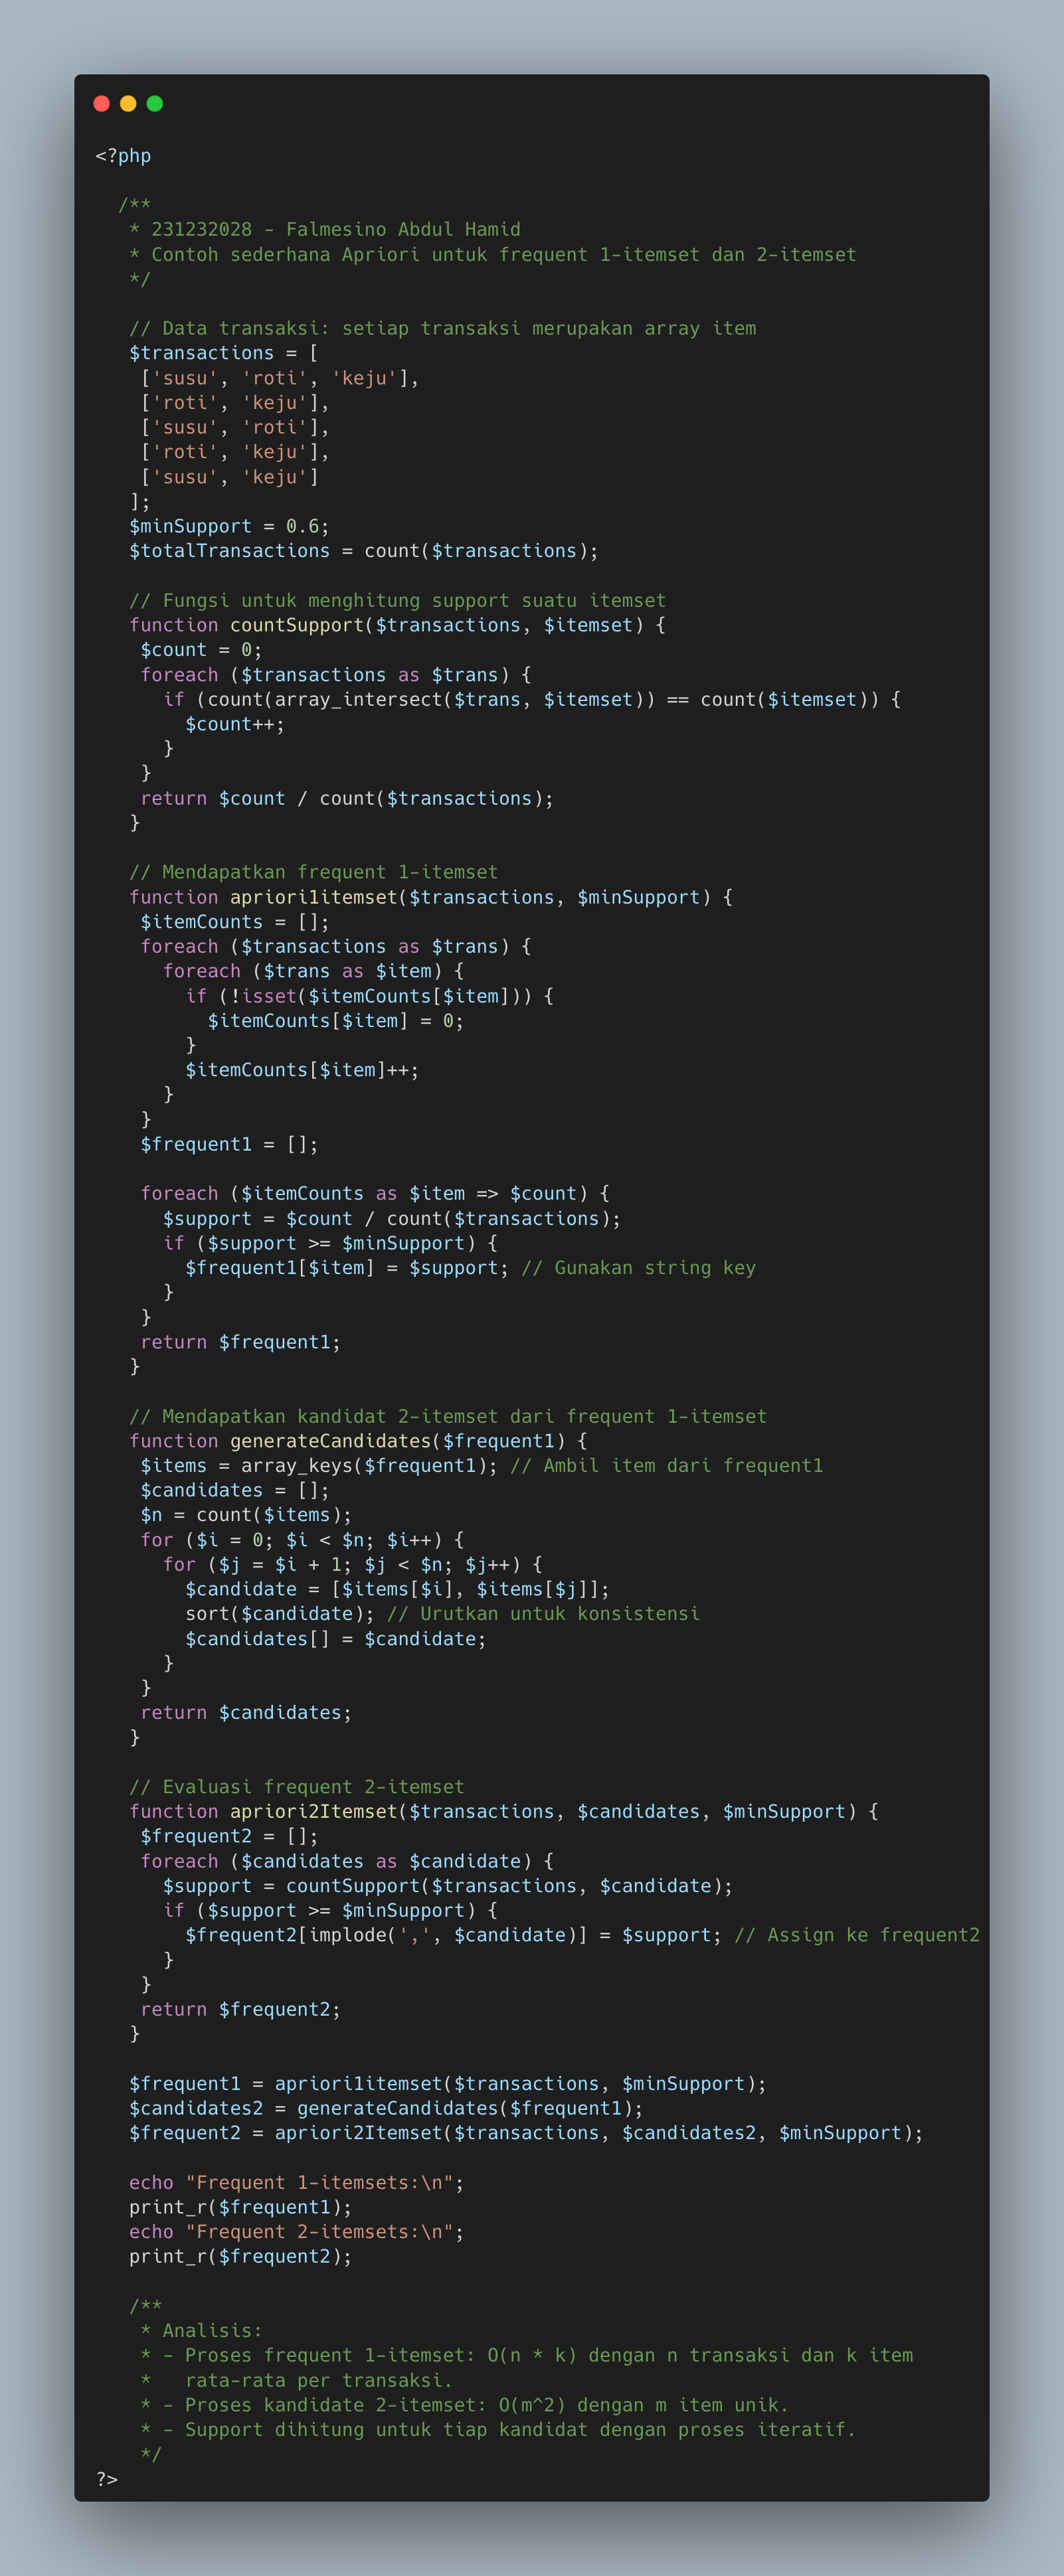 <?php

  /**
   * 231232028 - Falmesino Abdul Hamid
   * Contoh sederhana Apriori untuk frequent 1-itemset dan 2-itemset
   */

   // Data transaksi: setiap transaksi merupakan array item
   $transactions = [
    ['susu', 'roti', 'keju'],
    ['roti', 'keju'],
    ['susu', 'roti'],
    ['roti', 'keju'],
    ['susu', 'keju']
   ];
   $minSupport = 0.6;
   $totalTransactions = count($transactions);

   // Fungsi untuk menghitung support suatu itemset
   function countSupport($transactions, $itemset) {
    $count = 0;
    foreach ($transactions as $trans) {
      if (count(array_intersect($trans, $itemset)) == count($itemset)) {
        $count++;
      }
    }
    return $count / count($transactions);
   }

   // Mendapatkan frequent 1-itemset
   function apriori1itemset($transactions, $minSupport) {
    $itemCounts = [];
    foreach ($transactions as $trans) {
      foreach ($trans as $item) {
        if (!isset($itemCounts[$item])) {
          $itemCounts[$item] = 0;
        }
        $itemCounts[$item]++;
      }
    }
    $frequent1 = [];

    foreach ($itemCounts as $item => $count) {
      $support = $count / count($transactions);
      if ($support >= $minSupport) {
        $frequent1[$item] = $support; // Gunakan string key
      }
    }
    return $frequent1;
   }

   // Mendapatkan kandidat 2-itemset dari frequent 1-itemset
   function generateCandidates($frequent1) {
    $items = array_keys($frequent1); // Ambil item dari frequent1
    $candidates = [];
    $n = count($items);
    for ($i = 0; $i < $n; $i++) {
      for ($j = $i + 1; $j < $n; $j++) {
        $candidate = [$items[$i], $items[$j]];
        sort($candidate); // Urutkan untuk konsistensi
        $candidates[] = $candidate;
      }
    }
    return $candidates;
   }

   // Evaluasi frequent 2-itemset
   function apriori2Itemset($transactions, $candidates, $minSupport) {
    $frequent2 = [];
    foreach ($candidates as $candidate) {
      $support = countSupport($transactions, $candidate);
      if ($support >= $minSupport) {
        $frequent2[implode(',', $candidate)] = $support; // Assign ke frequent2
      }
    }
    return $frequent2;
   }

   $frequent1 = apriori1itemset($transactions, $minSupport);
   $candidates2 = generateCandidates($frequent1);
   $frequent2 = apriori2Itemset($transactions, $candidates2, $minSupport);

   echo "Frequent 1-itemsets:\n";
   print_r($frequent1);
   echo "Frequent 2-itemsets:\n";
   print_r($frequent2);

   /**
    * Analisis:
    * - Proses frequent 1-itemset: O(n * k) dengan n transaksi dan k item
    *   rata-rata per transaksi.
    * - Proses kandidate 2-itemset: O(m^2) dengan m item unik.
    * - Support dihitung untuk tiap kandidat dengan proses iteratif.
    */
?>